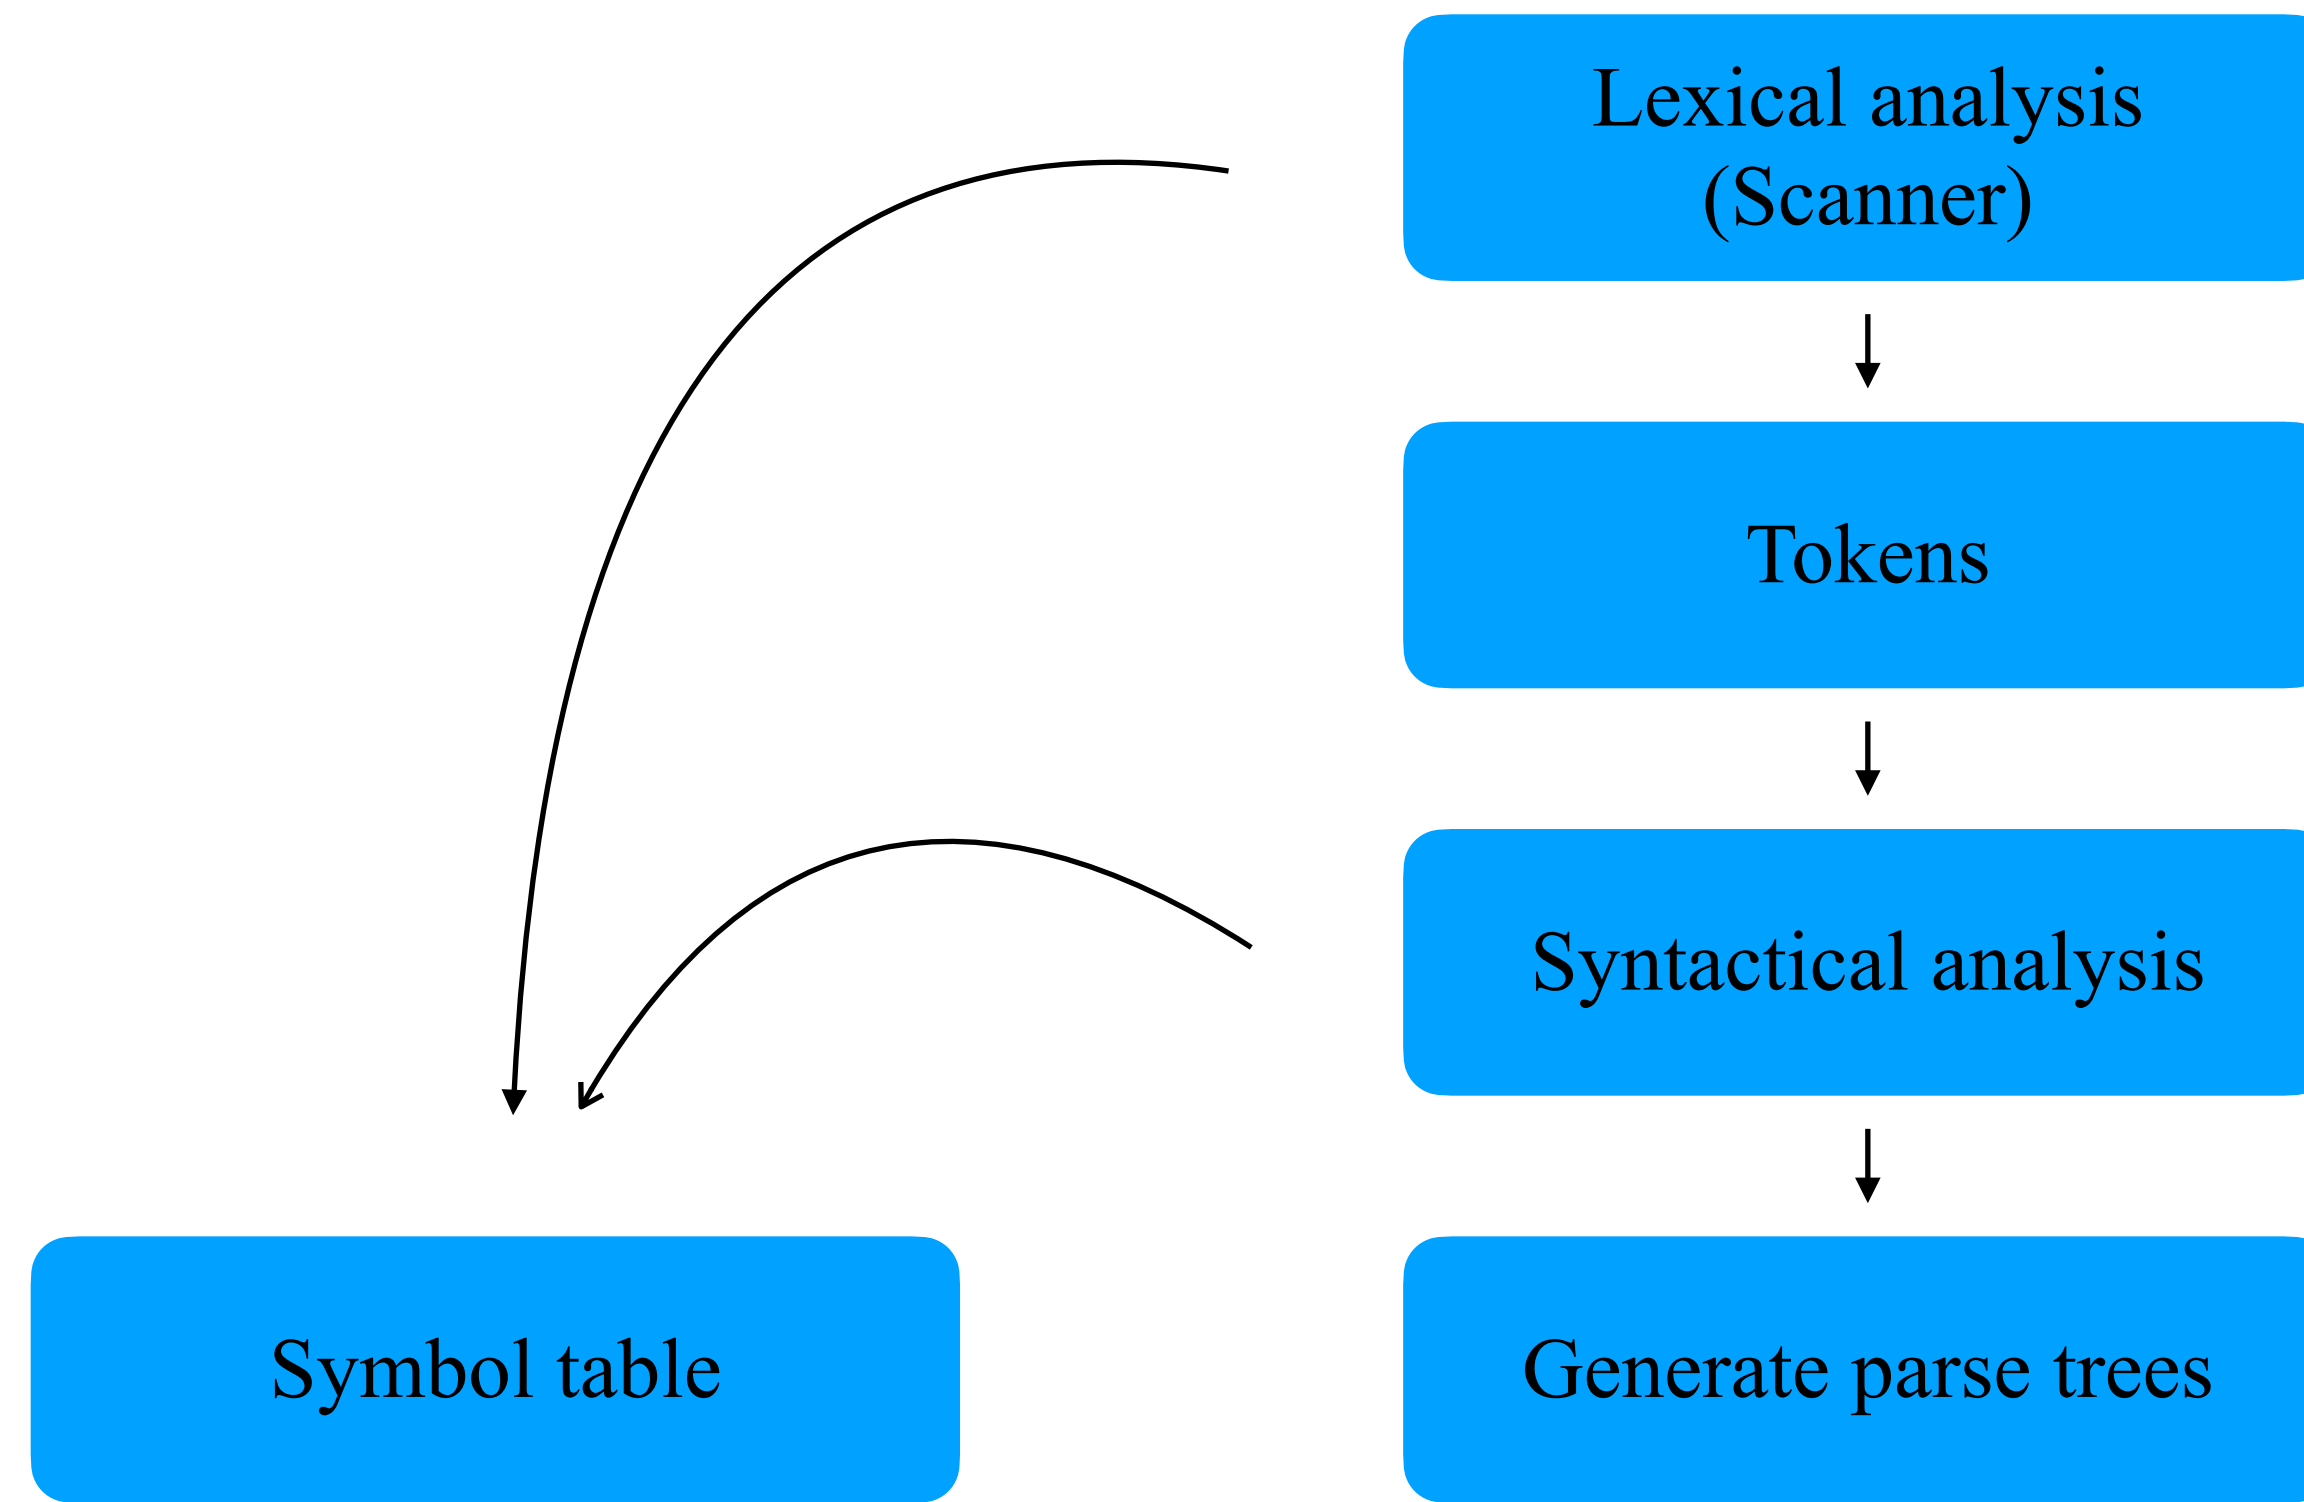 Lexical analysis
(Scanner)
Tokens
Syntactical analysis
Symbol table
Generate parse trees